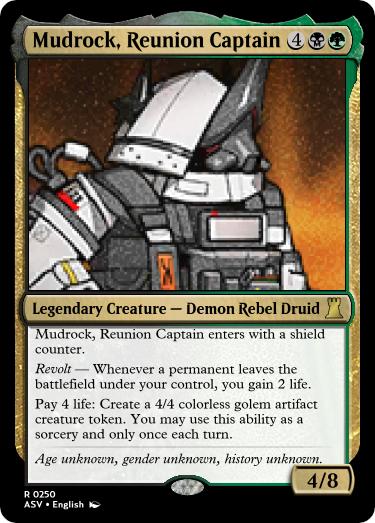 Mudrock, Reunion Captain 4
Legendary Creature — Demon Rebel Druid
Mudrock, Reunion Captain enters with a shield
counter.
Revolt — Whenever a permanent leaves the
battlefield under your control, you gain 2 life.
Pay 4 life: Create a 4/4 colorless golem artifact
creature token. You may use this ability as a
sorcery and only once each turn.
Age unknown, gender unknown, history unknown.
4/8
R 0250
ASV • English